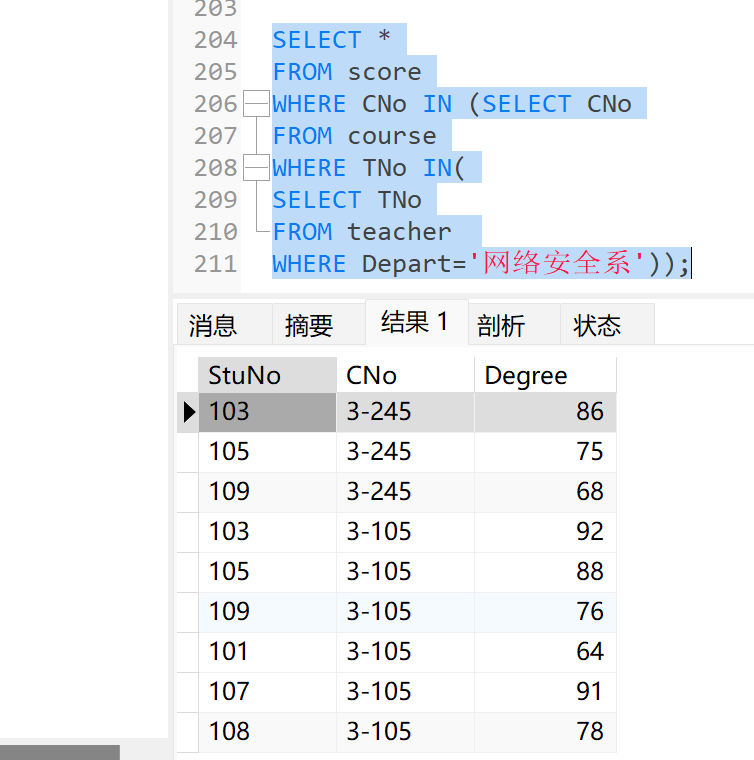 203
204 SELECT *
205 FROM score
206 WHERE CNo IN (SELECT CNo
207 FROM course
208 WHERE TNo IN(
209 SELECT TNo
210 FROM teacher
211 WHERE Depart='网络安全系'));
消息 摘要 结果 1 剖析 状态
StuNo CNo Degree
103 3-245 86
105 3-245 75
109 3-245 68
103 3-105 92
105 3-105 88
109 3-105 76
101 3-105 64
107 3-105 91
108 3-105 78